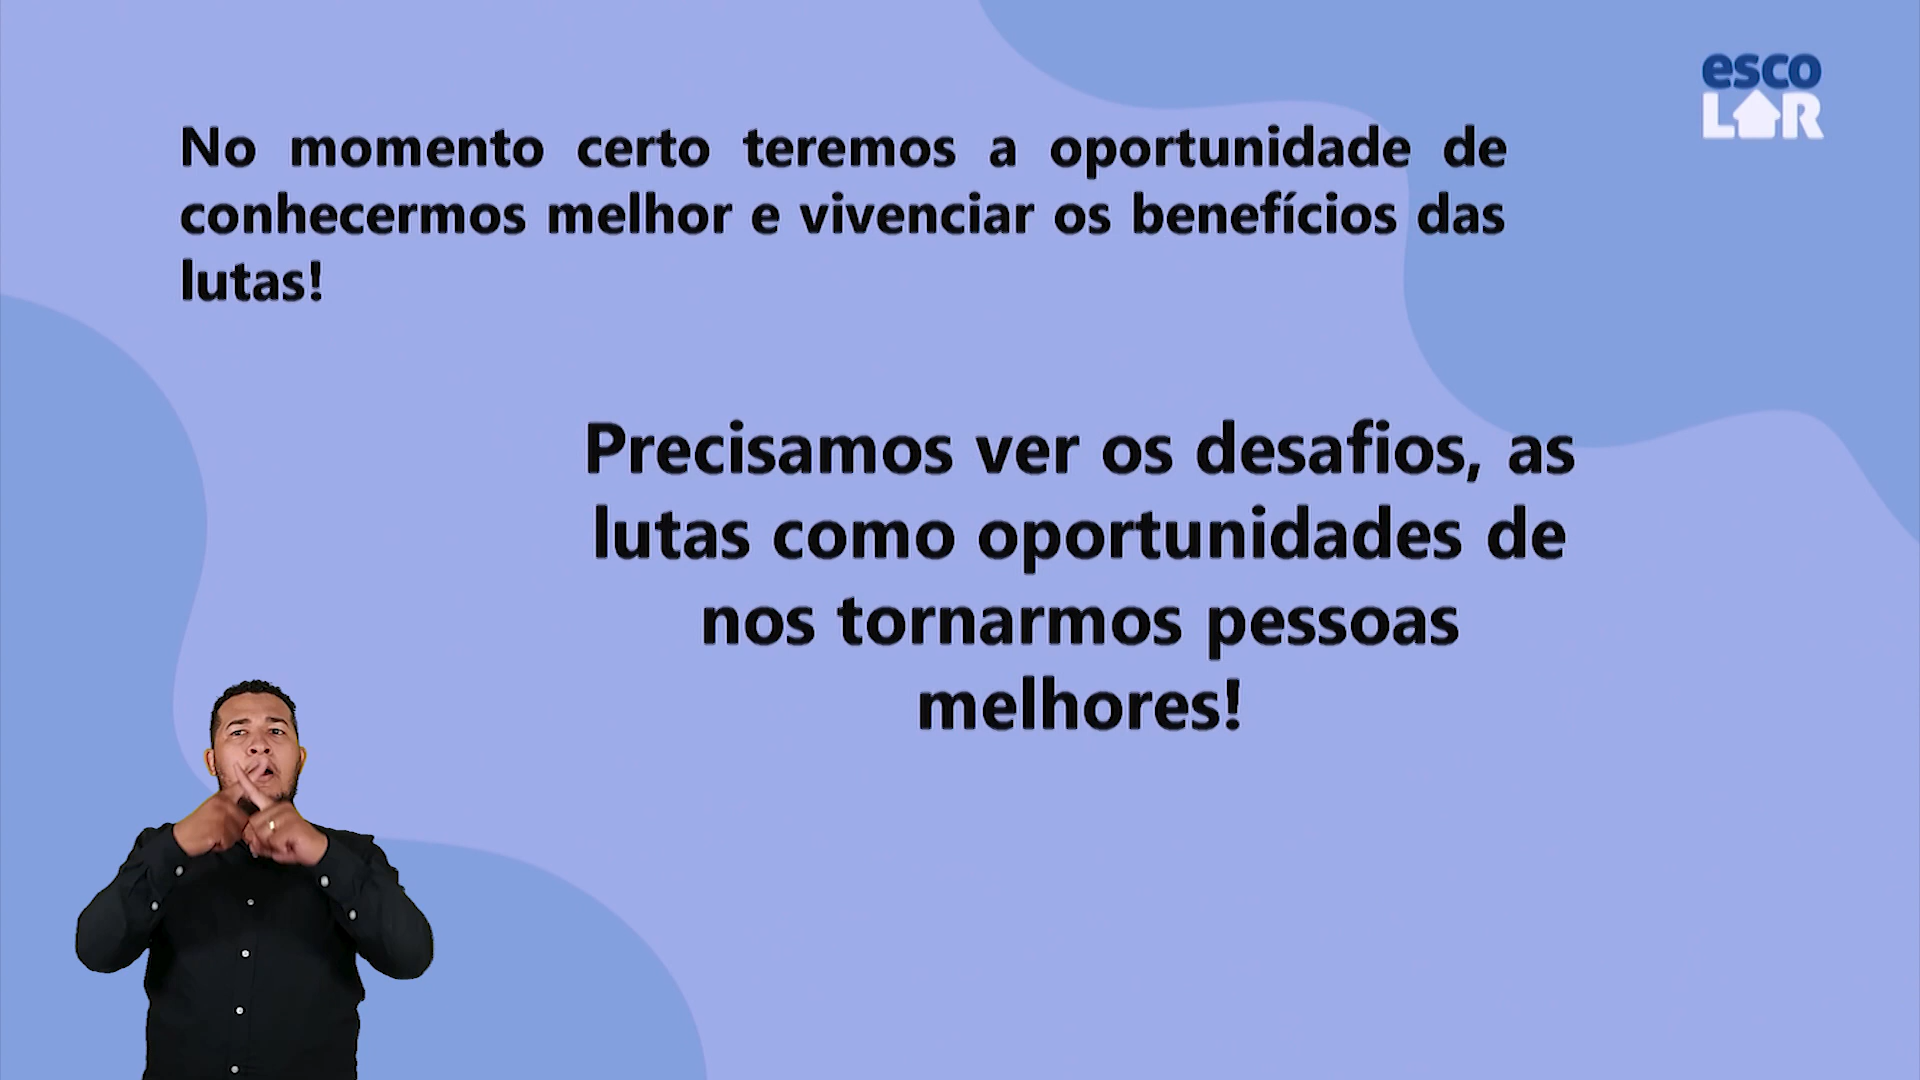 esco
LAR
No momento certo teremos a oportunidade de
conhecermos melhor e vivenciar os benefícios das
lutas!
Precisamos ver os desafios, as
lutas como oportunidades de
nos tornarmos pessoas
melhores!